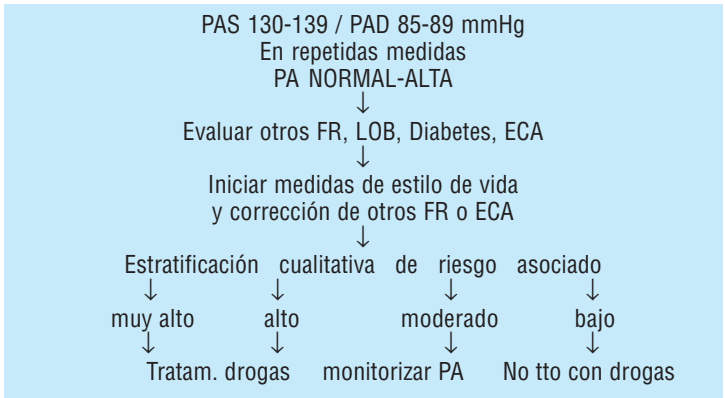 PAS 130-139 / PAD 85-89 mmHg
En repetidas medidas
PA NORMAL-ALTA
↓
Evaluar otros FR, LOB, Diabetes, ECA
↓
Iniciar medidas de estilo de vida
y corrección de otros FR o ECA
↓
Estratificación cualitativa de riesgo asociado
↓ ↓ ↓ ↓
muy alto alto moderado bajo
↓ ↓ ↓ ↓
Tratam. drogas monitorizar PA No tto con drogas